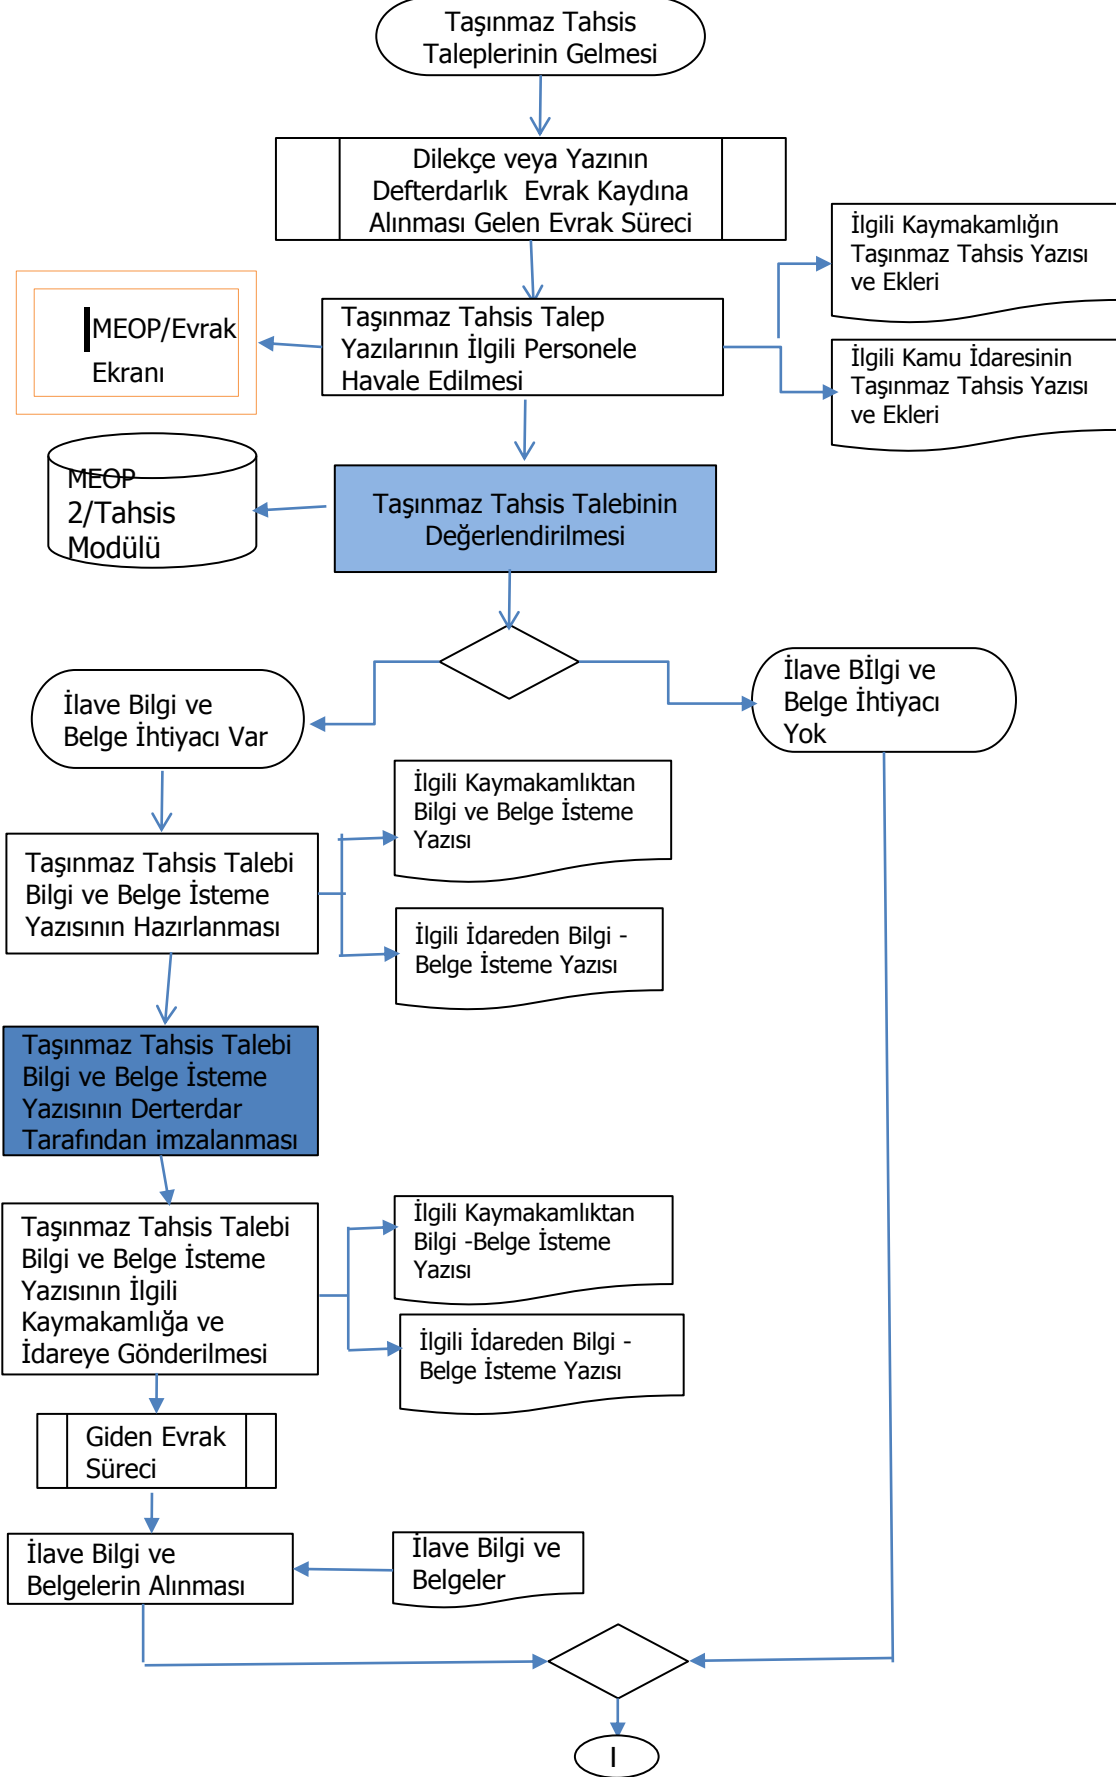 Taşınmaz Tahsis
Taleplerinin Gelmesi
Dilekçe veya Yazının
Defterdarlık Evrak Kaydına
Alınması Gelen Evrak Süreci
İlgili Kaymakamlığın
Taşınmaz Tahsis Yazısı
ve Ekleri
MEOP/Evrak
Ekranı
Taşınmaz Tahsis Talep
Yazılarının İlgili Personele
Havale Edilmesi
İlgili Kamu İdaresinin
Taşınmaz Tahsis Yazısı
ve Ekleri
MEOP
2/Tahsis
Modülü
Taşınmaz Tahsis Talebinin
Değerlendirilmesi
İlave Bilgi ve
Belge İhtiyacı Var
İlave Bİlgi ve
Belge İhtiyacı
Yok
İlgili Kaymakamlıktan
Bilgi ve Belge İsteme
Yazısı
Taşınmaz Tahsis Talebi
Bilgi ve Belge İsteme
Yazısının Hazırlanması
İlgili İdareden Bilgi -
Belge İsteme Yazısı
Taşınmaz Tahsis Talebi
Bilgi ve Belge İsteme
Yazısının Derterdar
Tarafından imzalanması
Taşınmaz Tahsis Talebi
Bilgi ve Belge İsteme
Yazısının İlgili
Kaymakamlığa ve
İdareye Gönderilmesi
İlgili Kaymakamlıktan
Bilgi -Belge İsteme
Yazısı
İlgili İdareden Bilgi -
Belge İsteme Yazısı
Giden Evrak
Süreci
İlave Bilgi ve
Belgelerin Alınması
İlave Bilgi ve
Belgeler
I